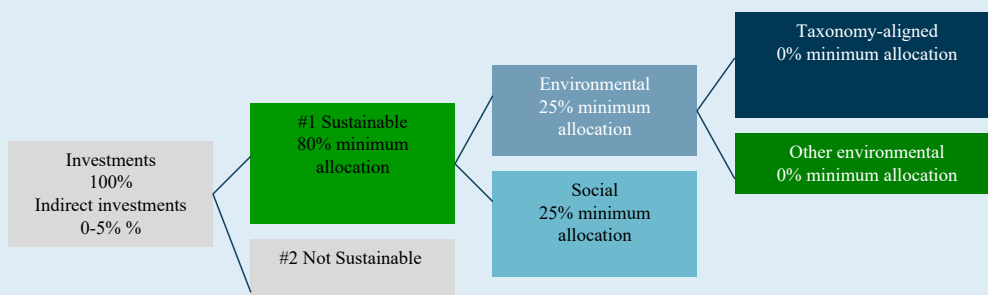 Investments
100%
Indirect investments
0-5% %
#1 Sustainable
80% minimum
allocation
#2 Not Sustainable
Environmental
25% minimum
allocation
Social
25% minimum
allocation
Taxonomy-aligned
0% minimum allocation
Other environmental
0% minimum allocation